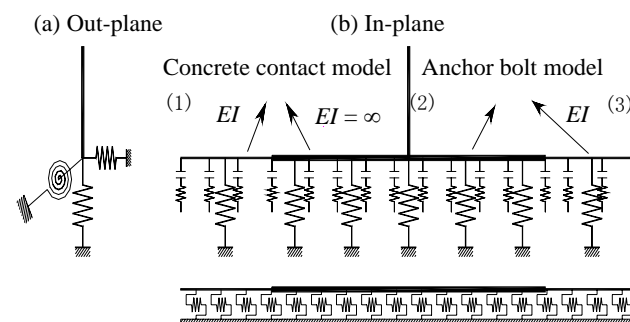 (a) Out-plane (b) In-plane
Concrete contact model Anchor bolt model
(1) EI EI = ∞ (2) EI (3)